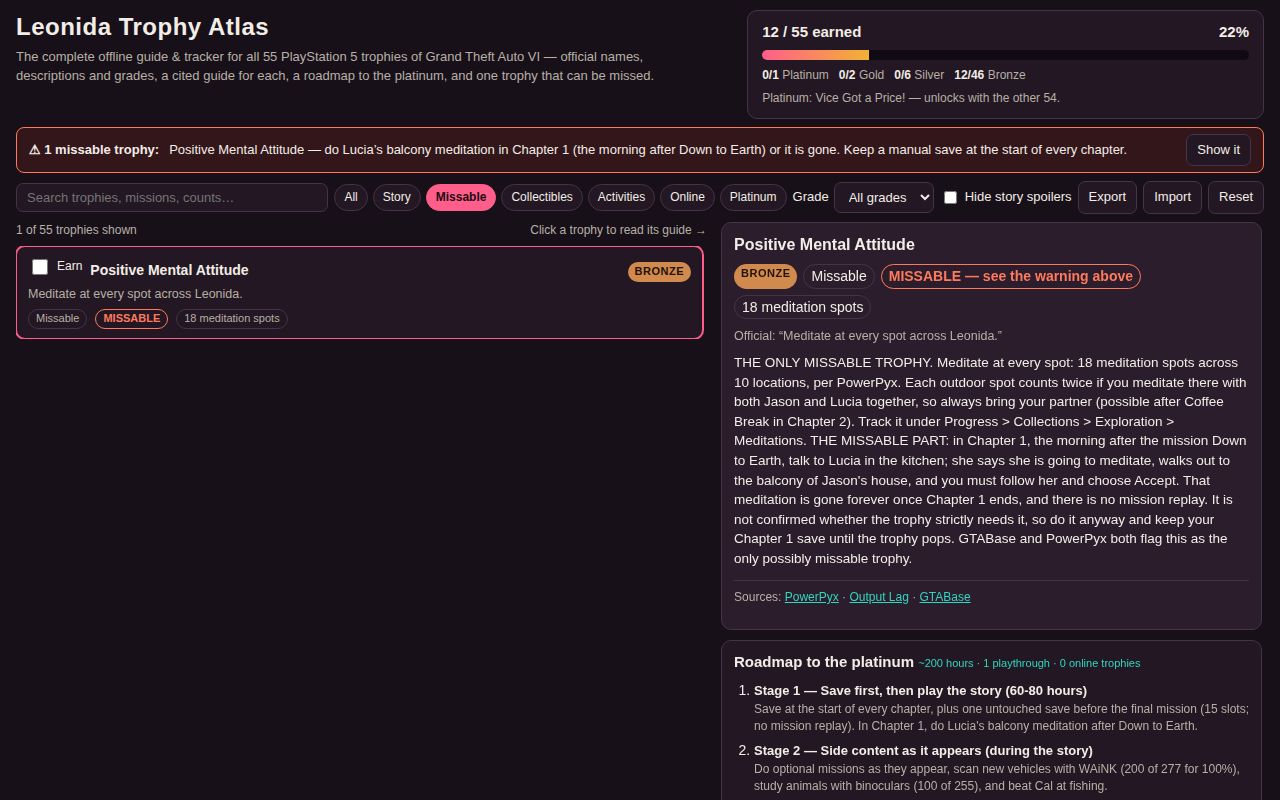 Leonida Trophy Atlas
The complete offline guide & tracker for all 55 PlayStation 5 trophies of Grand Theft Auto VI — official names,
descriptions and grades, a cited guide for each, a roadmap to the platinum, and one trophy that can be missed.
12 / 55 earned 22%
0/1 Platinum 0/2 Gold 0/6 Silver 12/46 Bronze
Platinum: Vice Got a Price! — unlocks with the other 54.
⚠ 1 missable trophy: Positive Mental Attitude — do Lucia's balcony meditation in Chapter 1 (the morning after Down to Earth) or it is gone. Keep a manual save at the start of every chapter. Show it
Search trophies, missions, counts… All Story Missable Collectibles Activities Online Platinum Grade All grades Hide story spoilers Export Import Reset
1 of 55 trophies shown Click a trophy to read its guide →
Earn Positive Mental Attitude BRONZE
Meditate at every spot across Leonida.
Missable MISSABLE 18 meditation spots
Positive Mental Attitude
BRONZE Missable MISSABLE — see the warning above
18 meditation spots
Official: “Meditate at every spot across Leonida.”
THE ONLY MISSABLE TROPHY. Meditate at every spot: 18 meditation spots across
10 locations, per PowerPyx. Each outdoor spot counts twice if you meditate there with
both Jason and Lucia together, so always bring your partner (possible after Coffee
Break in Chapter 2). Track it under Progress > Collections > Exploration >
Meditations. THE MISSABLE PART: in Chapter 1, the morning after the mission Down
to Earth, talk to Lucia in the kitchen; she says she is going to meditate, walks out to
the balcony of Jason's house, and you must follow her and choose Accept. That
meditation is gone forever once Chapter 1 ends, and there is no mission replay. It is
not confirmed whether the trophy strictly needs it, so do it anyway and keep your
Chapter 1 save until the trophy pops. GTABase and PowerPyx both flag this as the
only possibly missable trophy.
Sources: PowerPyx · Output Lag · GTABase
Roadmap to the platinum ~200 hours · 1 playthrough · 0 online trophies
1. Stage 1 — Save first, then play the story (60-80 hours)
Save at the start of every chapter, plus one untouched save before the final mission (15 slots;
no mission replay). In Chapter 1, do Lucia's balcony meditation after Down to Earth.
2. Stage 2 — Side content as it appears (during the story)
Do optional missions as they appear, scan new vehicles with WAiNK (200 of 277 for 100%),
study animals with binoculars (100 of 255), and beat Cal at fishing.